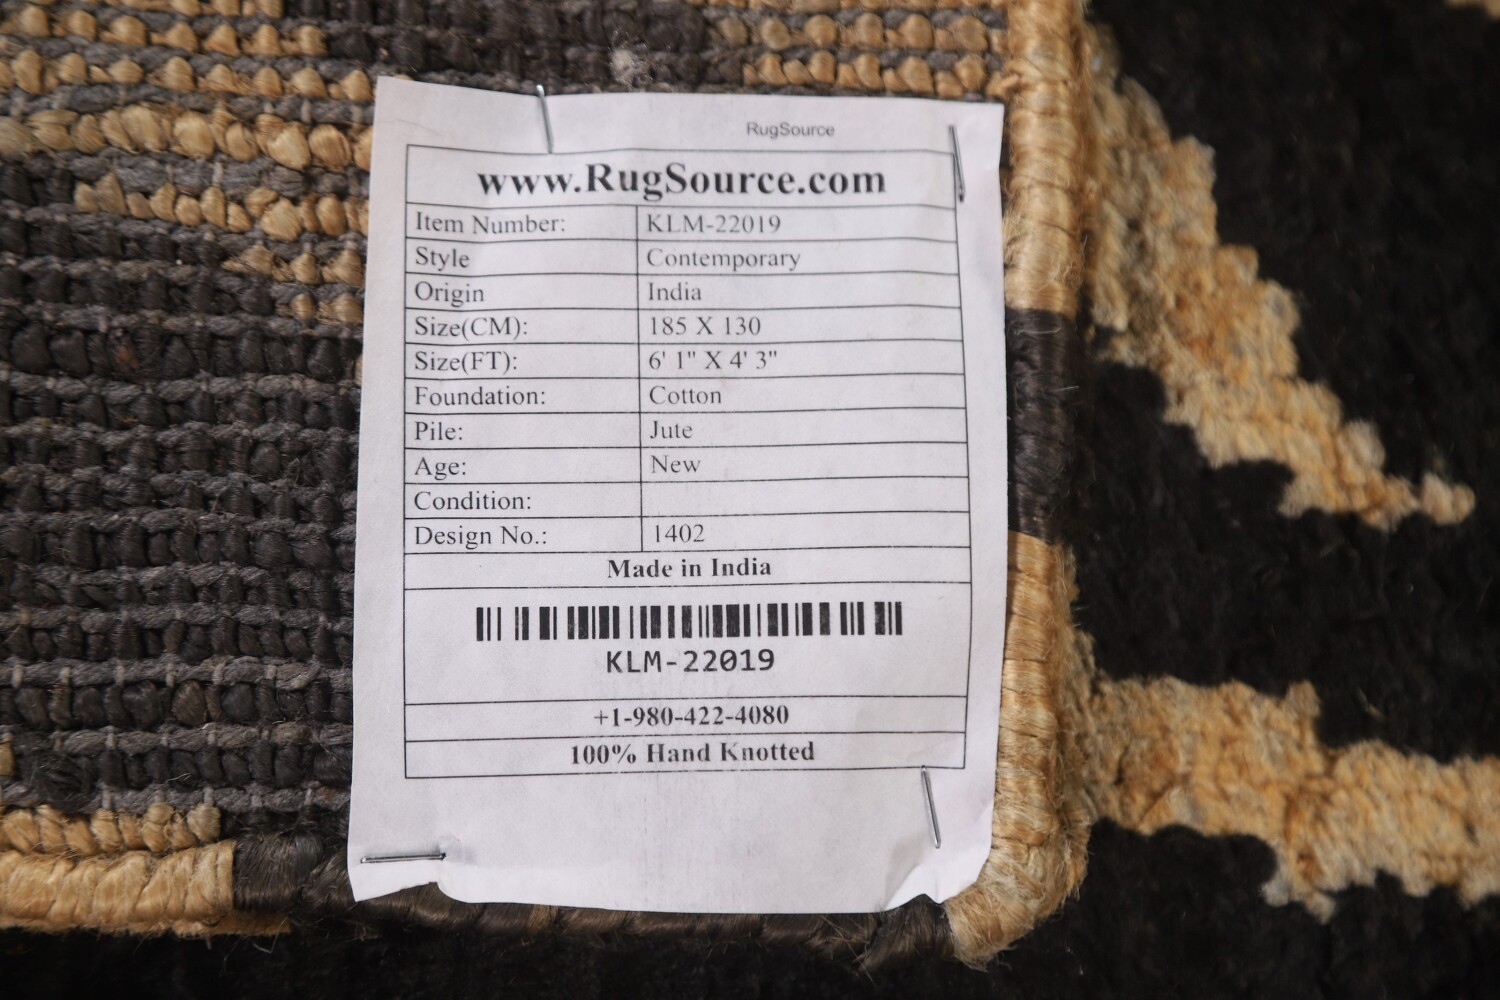 RugSource
www.RugSource.com
Item Number: KLM-22019
Style Contemporary
Origin India
Size(CM): 185 X 130
Size(FT): 6' 1" X 4' 3"
Foundation: Cotton
Pile: Jute
Age: New
Condition:
Design No.: 1402
Made in India
KLM-22019
+1-980-422-4080
100% Hand Knotted